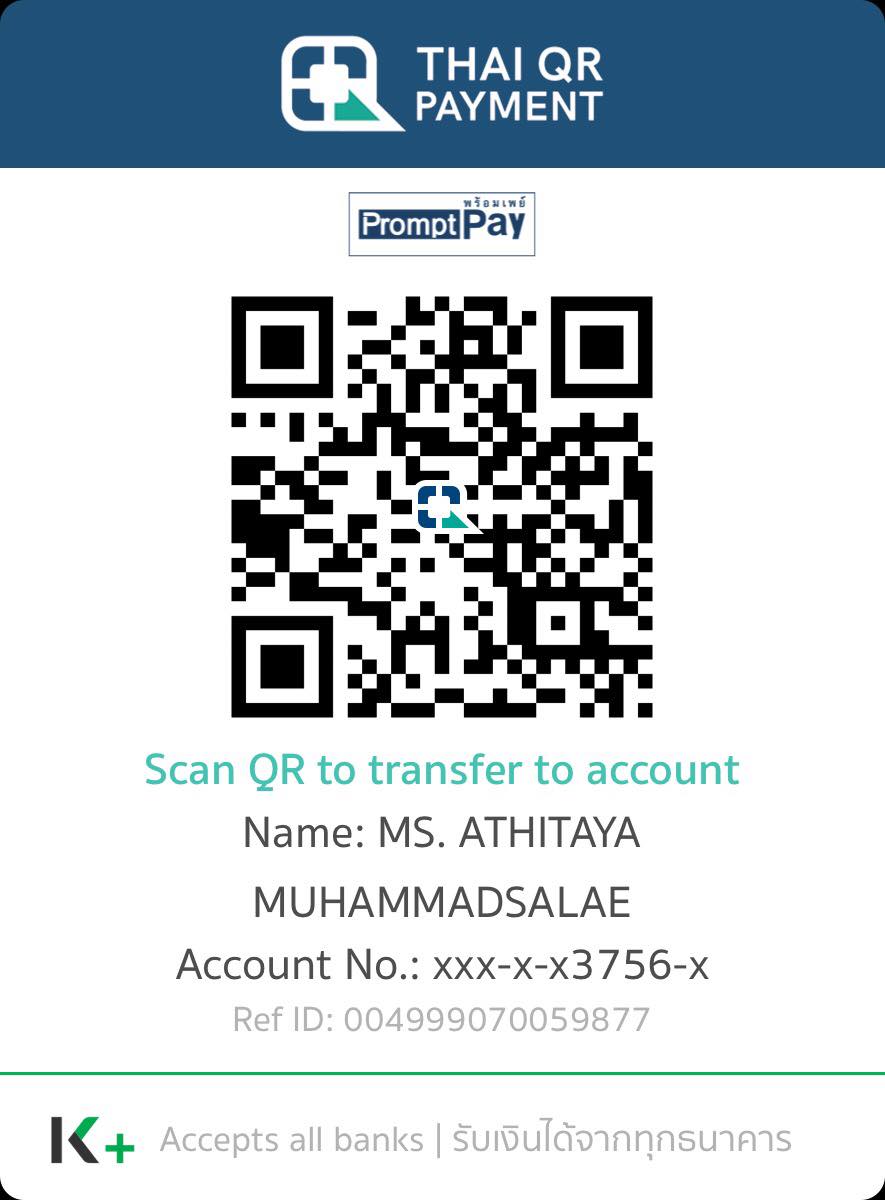 THAI QR
PAYMENT
พร้อมเพย์
PromptPay
Scan QR to transfer to account
Name: MS. ATHITAYA
MUHAMMADSALAE
Account No.: xxx-x-x3756-x
Ref ID: 004999070059877
K+ Accepts all banks | รับเงินได้จากทุกธนาคาร